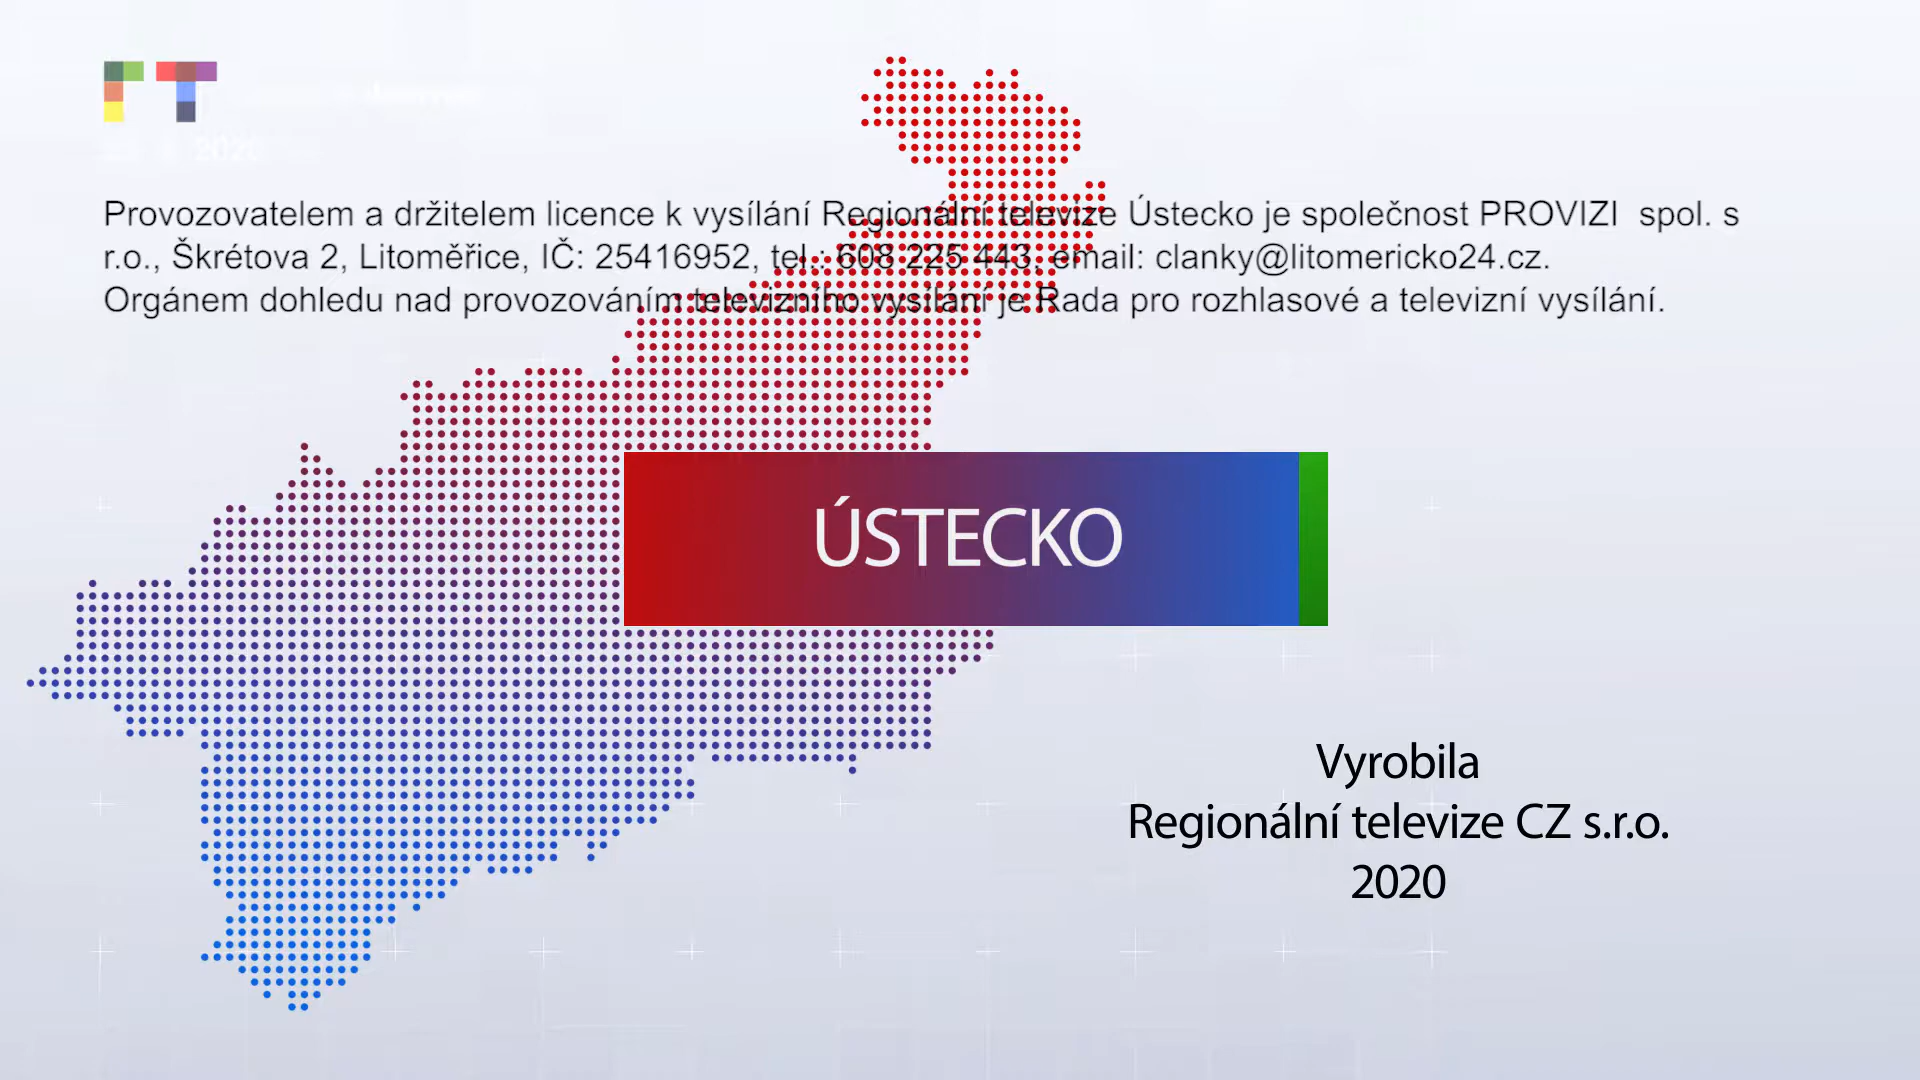 Provozovatelem a držitelem licence k vysílání Regionální televize Ústecko je společnost PROVIZI  spol. s
r.o., Škrétova 2, Litoměřice, IČ: 25416952, tel.: 608 225 443, email: clanky@litomericko24.cz.
Orgánem dohledu nad provozováním televizního vysílání je Rada pro rozhlasové a televizní vysílání.
ÚSTECKO
Vyrobila
Regionální televize CZ s.r.o.
2020